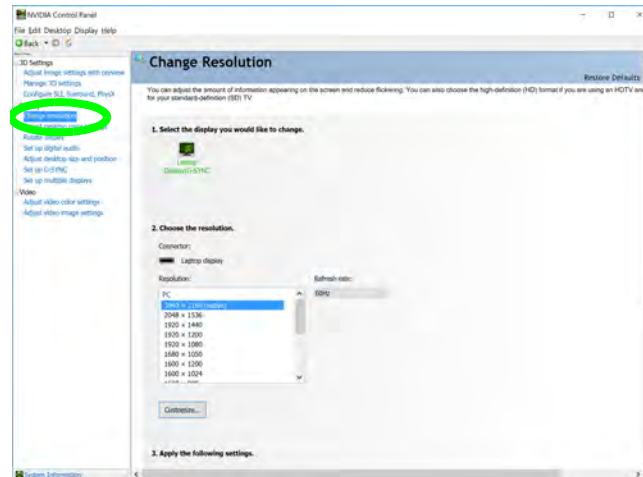 NVIDIA Control Panel
File Edit Desktop Display Help
Back
3D Settings
Adjust image settings with preview
Manage 3D settings
Configure SLI, Surround, PhysX
Change resolution
Rotate display
Set up digital audio
Adjust desktop size and position
Set up G-SYNC
Set up multiple displays
Video
Adjust video color settings
Adjust video image settings
System Information
Change Resolution
Restore Defaults
You can adjust the amount of information appearing on the screen and reduce flickering. You can also choose the high-definition (HD) format if you are using an HDTV and
for your standard-definition (SD) TV.
1. Select the display you would like to change.
Laptop
Display/G-SYNC
2. Choose the resolution.
Connector:
Laptop display
Resolution:
Refresh rate:
PC
60Hz
3840 × 2160 (native)
2048 × 1536
1920 × 1440
1920 × 1200
1920 × 1080
1680 × 1050
1600 × 1200
1600 × 1024
Customize...
3. Apply the following settings.